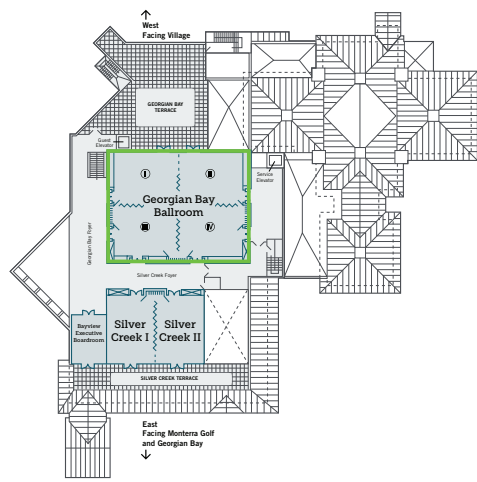 West
Facing Village
GEORGIAN BAY
TERRACE
Guest
Elevator
Service
Elevator
I
II
Georgian Bay
Ballroom
III
IV
Georgian Bay Foyer
Silver Creek Foyer
Bayview
Executive
Boardroom
Silver
Creek I
Silver
Creek II
SILVER CREEK TERRACE
East
Facing Monterra Golf
and Georgian Bay